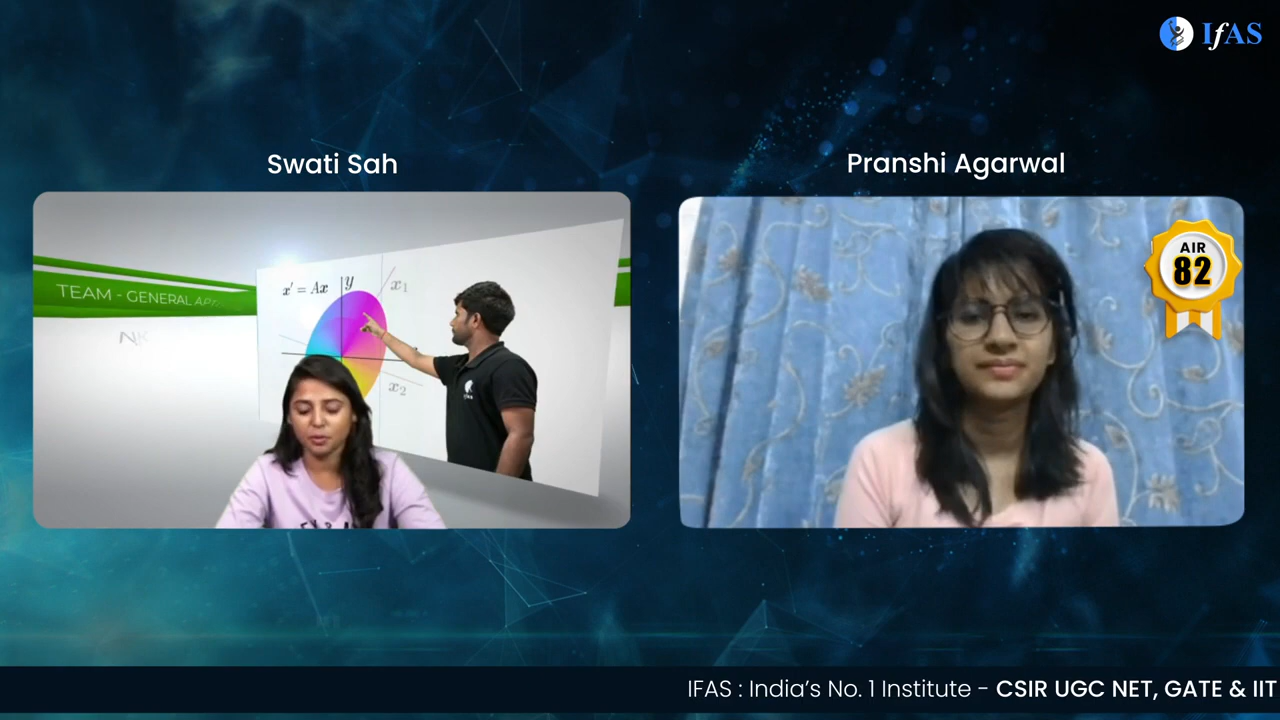 IfAS
Swati Sah
Pranshi Agarwal
TEAM - GENERAL
x' = Ax
y
x1
x2
AIR
82
IFAS : India's No. 1 Institute - CSIR UGC NET, GATE & IIT